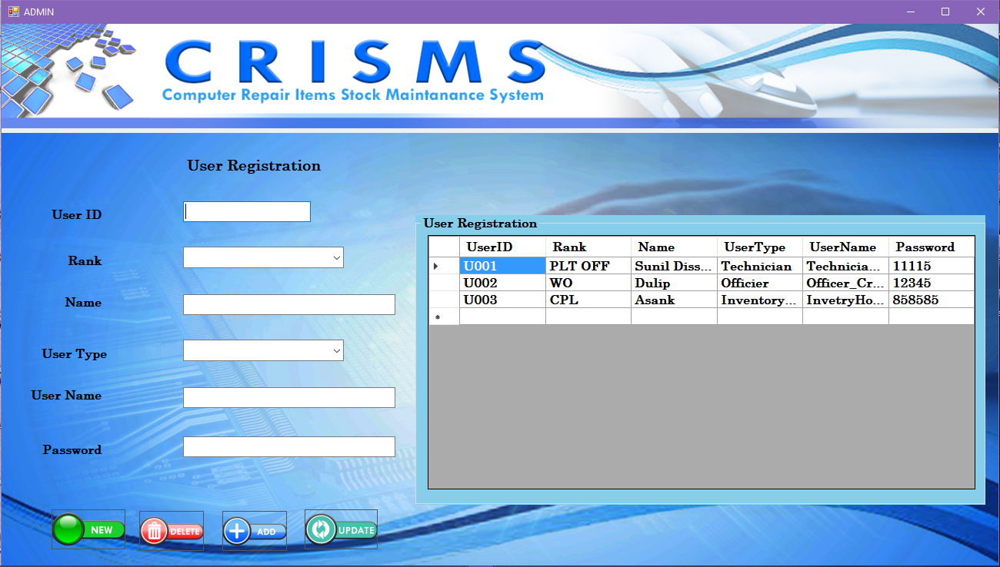 ADMIN
CRISMS
Computer Repair Items Stock Maintanance System
User Registration
User ID
Rank
Name
User Type
User Name
Password
User Registration
UserID Rank Name UserType UserName Password
U001 PLT OFF Sunil Diss... Technician Technicia... 11115
U002 WO Dulip Officier Officer_Cr... 12345
U003 CPL Asank Inventory... InvetryHo... 858585
NEW DELETE ADD UPDATE